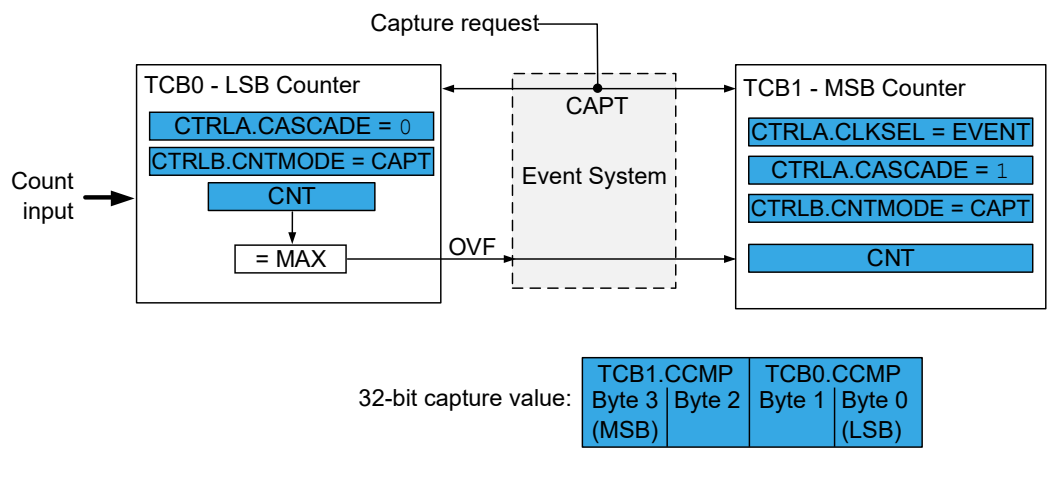 Capture request
TCB0 - LSB Counter
CTRLA.CASCADE = 0
CTRLB.CNTMODE = CAPT
CNT
= MAX
Count
input
OVF
CAPT
Event System
TCB1 - MSB Counter
CTRLA.CLKSEL = EVENT
CTRLA.CASCADE = 1
CTRLB.CNTMODE = CAPT
CNT
32-bit capture value:
TCB1.CCMP TCB0.CCMP
Byte 3 Byte 2 Byte 1 Byte 0
(MSB) (LSB)